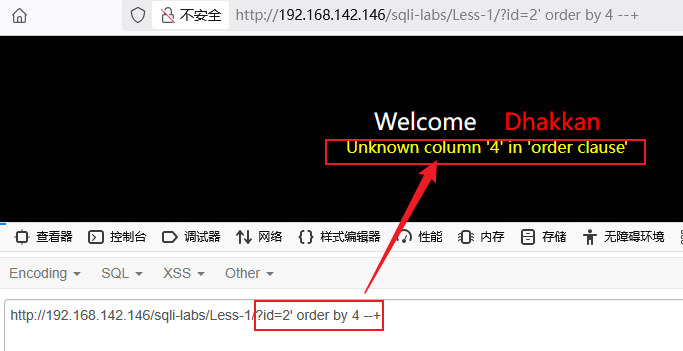 不安全 http://192.168.142.146/sqli-labs/Less-1/?id=2' order by 4 --+
Welcome Dhakkan
Unknown column '4' in 'order clause'
查看器 控制台 调试器 网络 样式编辑器 性能 内存 存储 无障碍环境
Encoding SQL XSS Other
http://192.168.142.146/sqli-labs/Less-1/?id=2' order by 4 --+